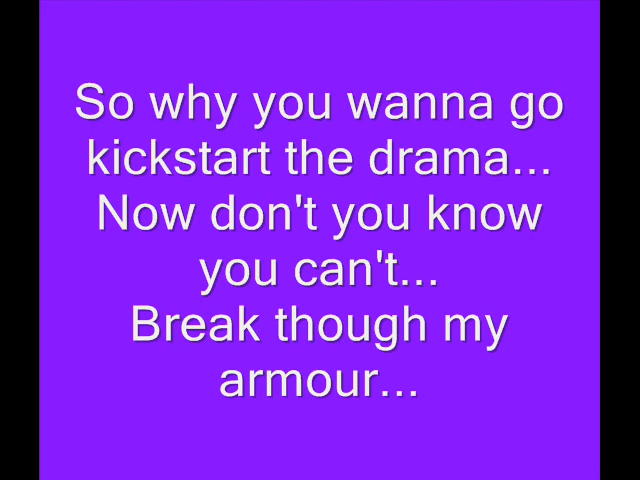 So why you wanna go
kickstart the drama...
Now don't you know
you can't...
Break though my
armour...